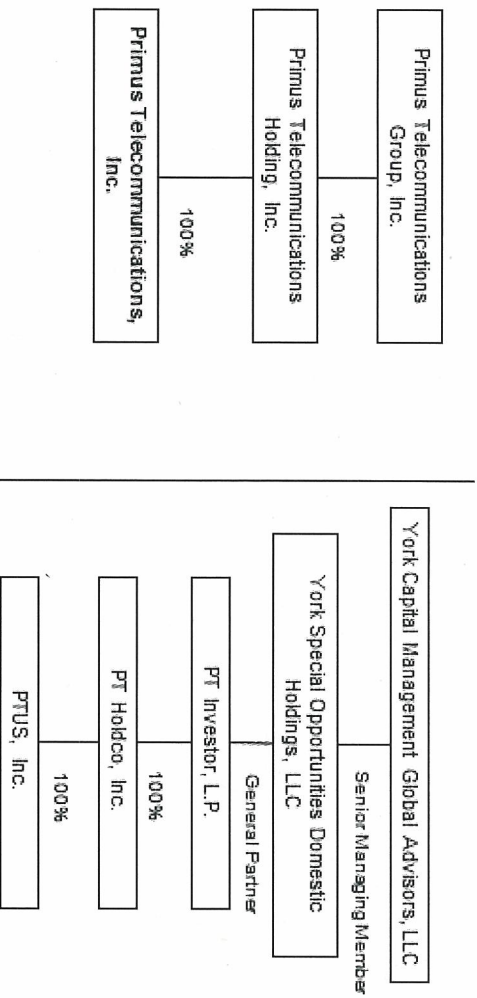 Primus Telecommunications
Group, Inc.
100%
Primus Telecommunications
Holding, Inc.
100%
Primus Telecommunications,
Inc.
York Capital Management Global Advisors, LLC
Senior Managing Member
York Special Opportunities Domestic
Holdings, LLC
General Partner
PT Investor, L.P.
100%
PT Holdco, Inc.
100%
PTUS, Inc.